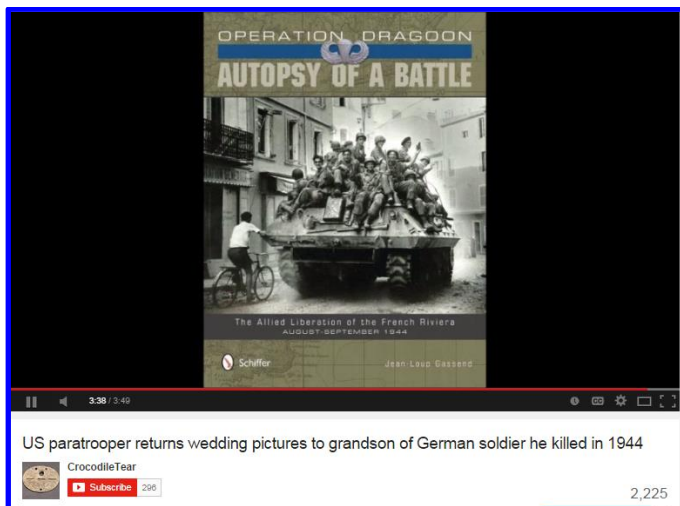 OPERATION DRAGOON
AUTOPSY OF A BATTLE
The Allied Liberation of the French Riviera
AUGUST-SEPTEMBER 1944
Schiffer
Jean-Loup Gassend
3:38 / 3:49
CC
US paratrooper returns wedding pictures to grandson of German soldier he killed in 1944
CrocodileTear
Subscribe 296
2,225